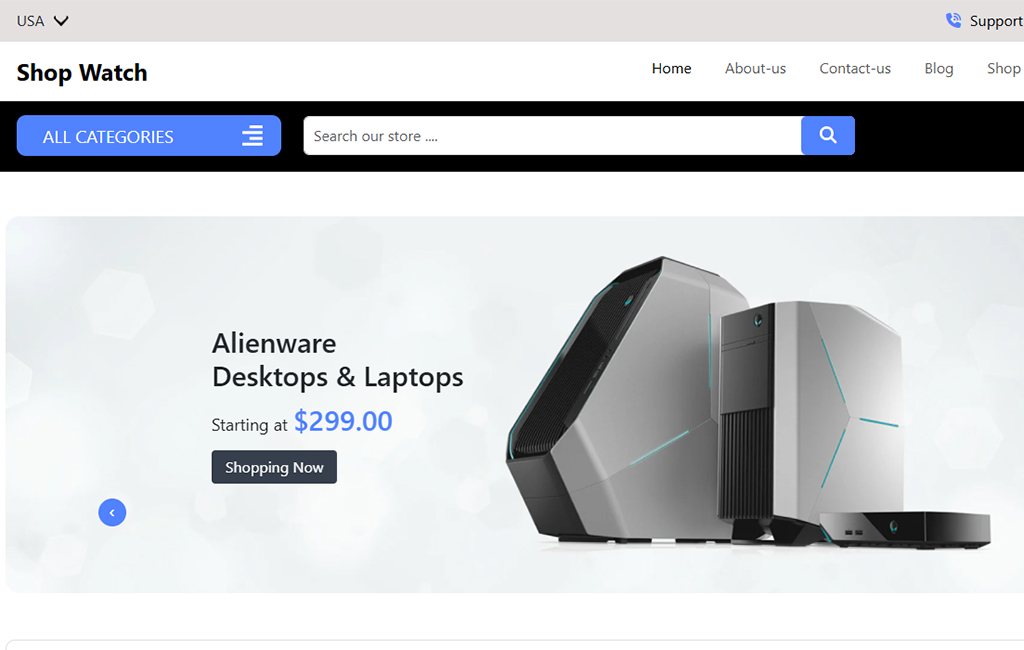 USA
Support
Shop Watch
Home About-us Contact-us Blog Shop
ALL CATEGORIES
Search our store ....
Alienware
Desktops & Laptops
Starting at $299.00
Shopping Now